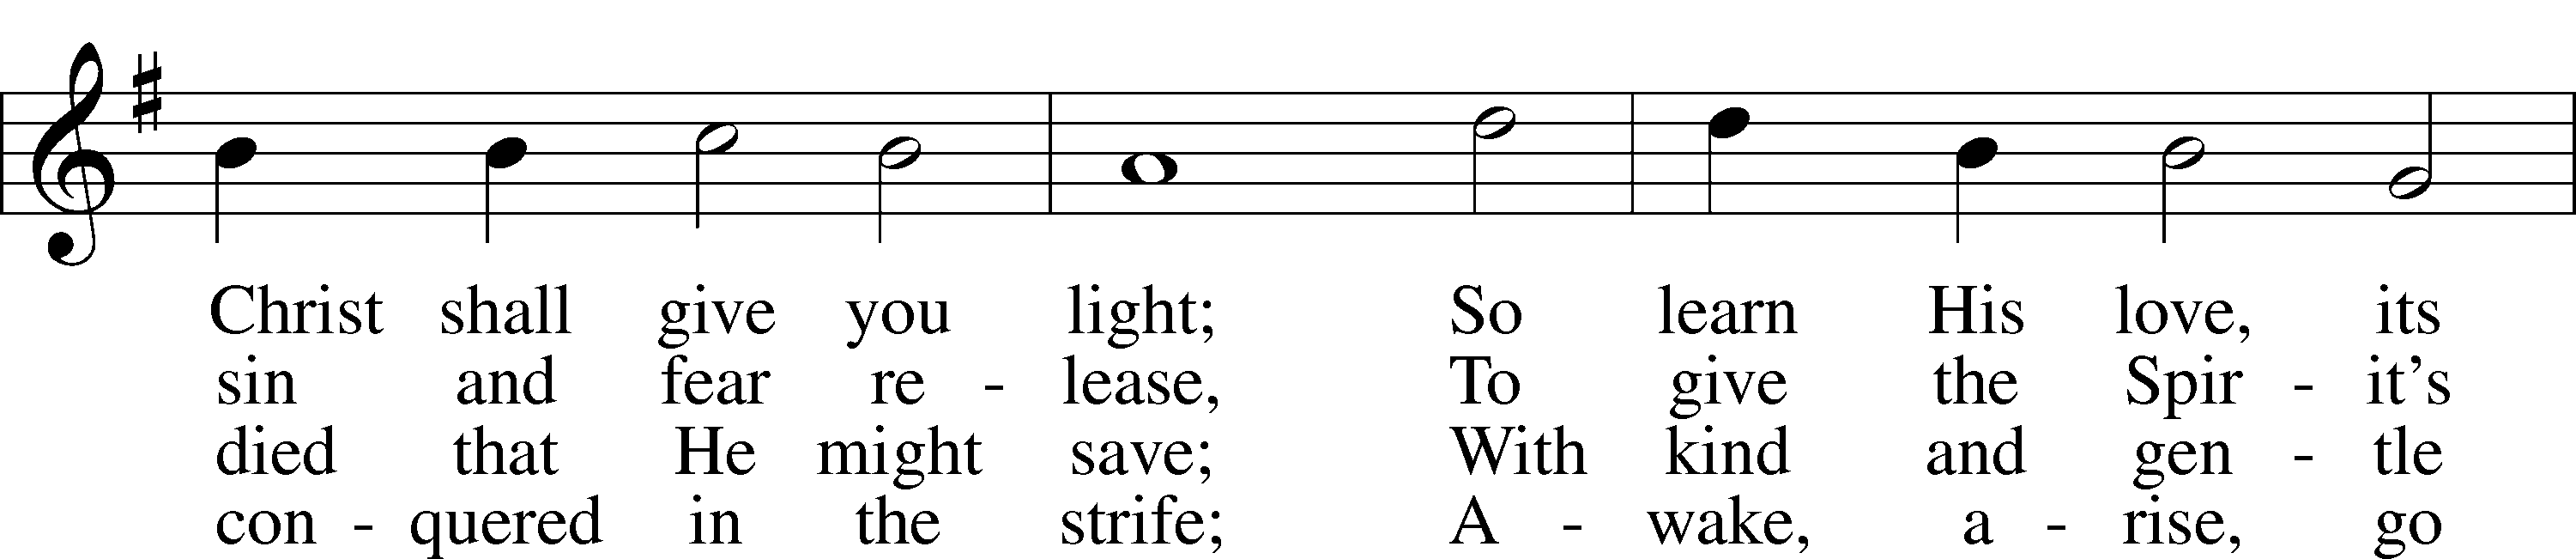 Christ shall give you light; So learn His love, its
sin and fear re - lease, To give the Spir - it’s
died that He might save; With kind and gen - tle
con - quered in the strife; A - wake, a - rise, go